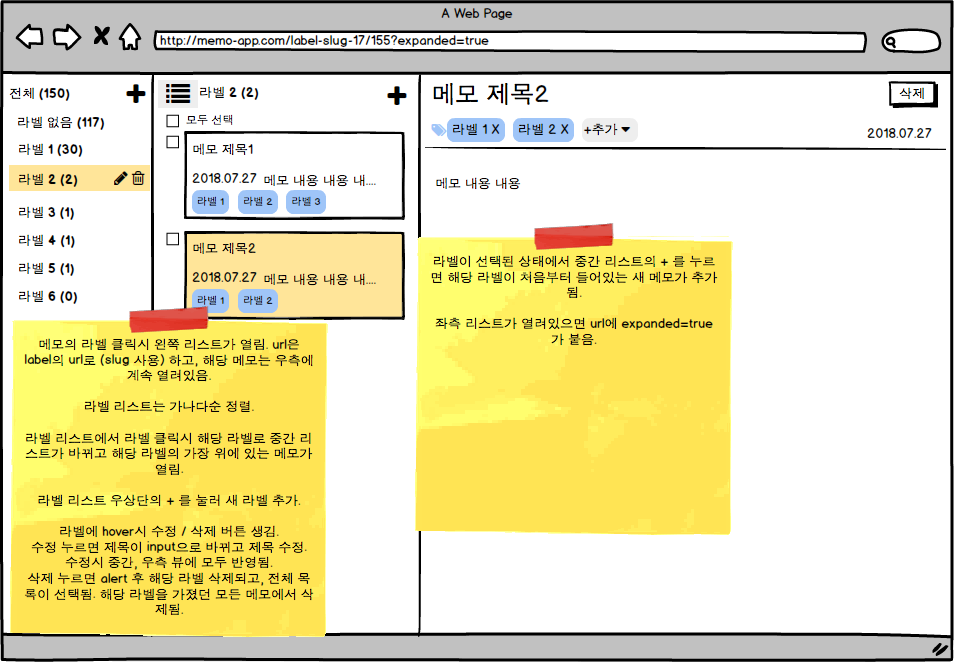 A Web Page
http://memo-app.com/label-slug-17/155?expanded=true
전체 (150)
라벨 없음 (117)
라벨 1 (30)
라벨 2 (2)
라벨 3 (1)
라벨 4 (1)
라벨 5 (1)
라벨 6 (0)
라벨 2 (2)
모두 선택
메모 제목1
2018.07.27 메모 내용 내용 내....
라벨 1 라벨 2 라벨 3
메모 제목2
2018.07.27 메모 내용 내용 내....
라벨 1 라벨 2
메모 제목2
삭제
라벨 1 X 라벨 2 X +추가
2018.07.27
메모 내용 내용
메모의 라벨 클릭시 왼쪽 리스트가 열림. url은
label의 url로 (slug 사용) 하고, 해당 메모는 우측에
계속 열려있음.
라벨 리스트는 가나다순 정렬.
라벨 리스트에서 라벨 클릭시 해당 라벨로 중간 리
스트가 바뀌고 해당 라벨의 가장 위에 있는 메모가
열림.
라벨 리스트 우상단의 + 를 눌러 새 라벨 추가.
라벨에 hover시 수정 / 삭제 버튼 생김.
수정 누르면 제목이 input으로 바뀌고 제목 수정.
수정시 중간, 우측 뷰에 모두 반영됨.
삭제 누르면 alert 후 해당 라벨 삭제되고, 전체 목
록이 선택됨. 해당 라벨을 가졌던 모든 메모에서 삭
제됨.
라벨이 선택된 상태에서 중간 리스트의 + 를 누르
면 해당 라벨이 처음부터 들어있는 새 메모가 추가
됨.
좌측 리스트가 열려있으면 url에 expanded=true
가 붙음.